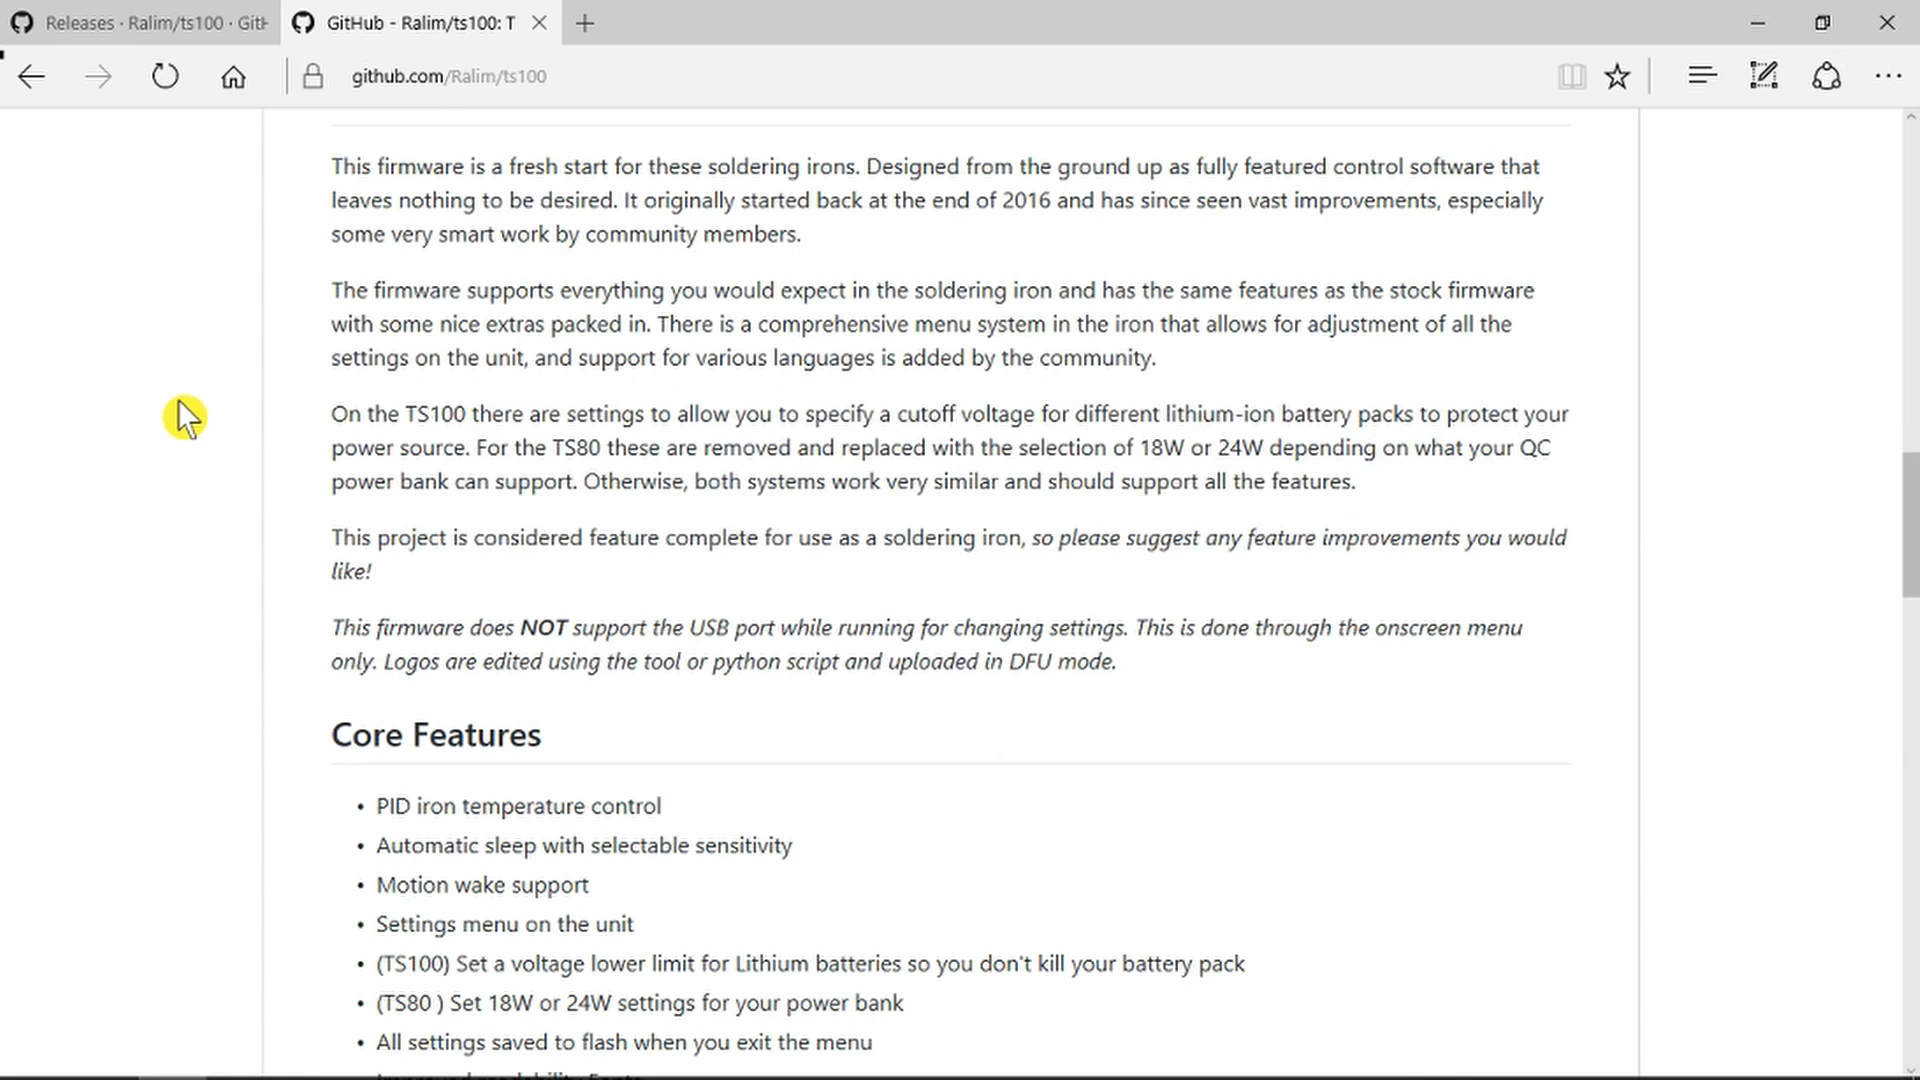 Releases · Ralim/ts100 · Gith
GitHub - Ralim/ts100: T
github.com/Ralim/ts100
This firmware is a fresh start for these soldering irons. Designed from the ground up as fully featured control software that
leaves nothing to be desired. It originally started back at the end of 2016 and has since seen vast improvements, especially
some very smart work by community members.
The firmware supports everything you would expect in the soldering iron and has the same features as the stock firmware
with some nice extras packed in. There is a comprehensive menu system in the iron that allows for adjustment of all the
settings on the unit, and support for various languages is added by the community.
On the TS100 there are settings to allow you to specify a cutoff voltage for different lithium-ion battery packs to protect your
power source. For the TS80 these are removed and replaced with the selection of 18W or 24W depending on what your QC
power bank can support. Otherwise, both systems work very similar and should support all the features.
This project is considered feature complete for use as a soldering iron, so please suggest any feature improvements you would
like!
This firmware does NOT support the USB port while running for changing settings. This is done through the onscreen menu
only. Logos are edited using the tool or python script and uploaded in DFU mode.
Core Features
• PID iron temperature control
• Automatic sleep with selectable sensitivity
• Motion wake support
• Settings menu on the unit
• (TS100) Set a voltage lower limit for Lithium batteries so you don't kill your battery pack
• (TS80 ) Set 18W or 24W settings for your power bank
• All settings saved to flash when you exit the menu